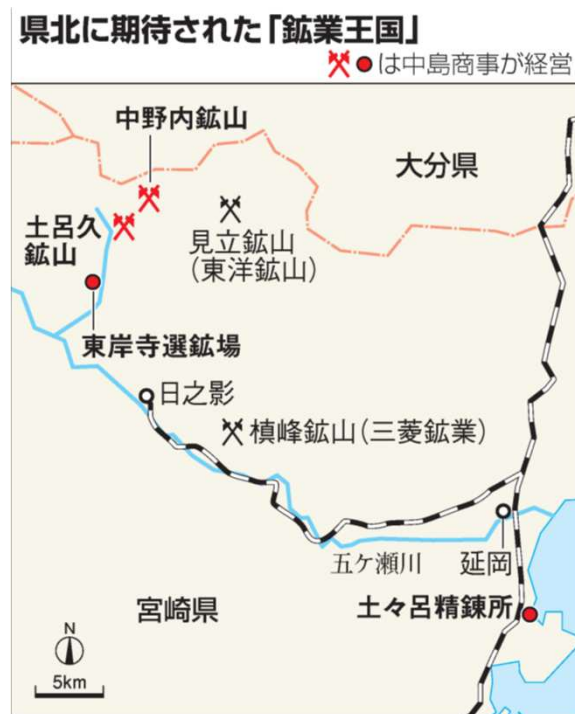 県北に期待された「鉱業王国」
は中島商事が経営
中野内鉱山
大分県
土呂久
鉱山
見立鉱山
(東洋鉱山)
東岸寺選鉱場
日之影
槙峰鉱山(三菱鉱業)
五ケ瀬川
延岡
宮崎県
土々呂精錬所
N
5km